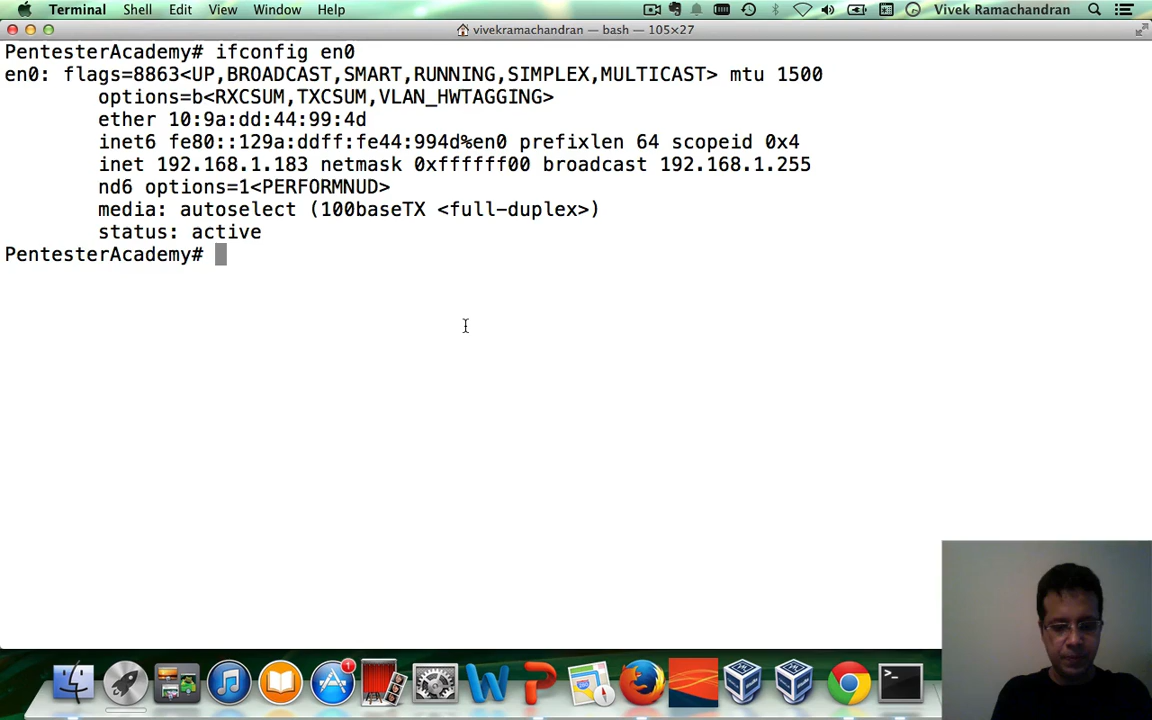 Terminal Shell Edit View Window Help Vivek Ramachandran
vivekramachandran — bash — 105×27
PentesterAcademy# ifconfig en0
en0: flags=8863<UP,BROADCAST,SMART,RUNNING,SIMPLEX,MULTICAST> mtu 1500
options=b<RXCSUM,TXCSUM,VLAN_HWTAGGING>
ether 10:9a:dd:44:99:4d
inet6 fe80::129a:ddff:fe44:994d%en0 prefixlen 64 scopeid 0x4
inet 192.168.1.183 netmask 0xffffff00 broadcast 192.168.1.255
nd6 options=1<PERFORMNUD>
media: autoselect (100baseTX <full-duplex>)
status: active
PentesterAcademy#
1